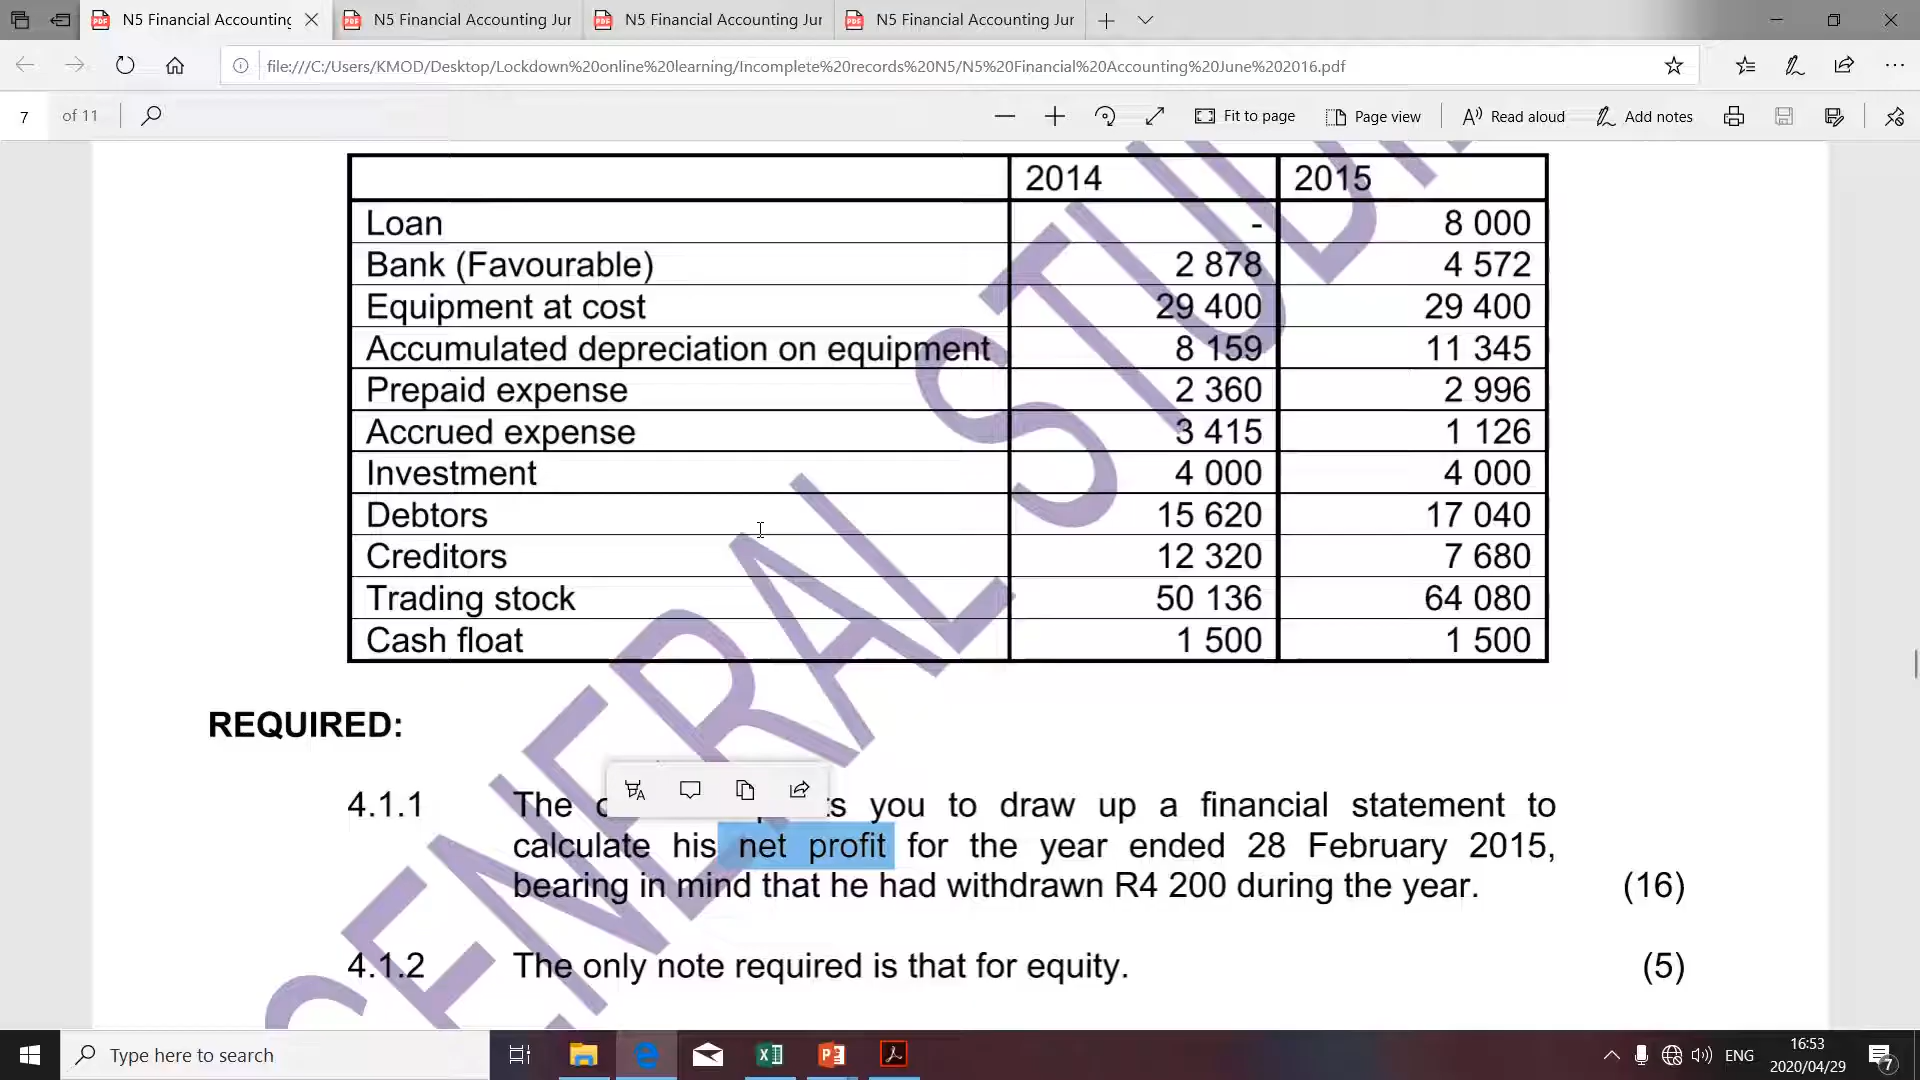 N5 Financial Accounting
N5 Financial Accounting Jur
N5 Financial Accounting Jur
N5 Financial Accounting Jur
file:///C:/Users/KMOD/Desktop/Lockdown%20online%20learning/Incomplete%20records%20N5/N5%20Financial%20Accounting%20June%202016.pdf
7 of 11
Fit to page
Page view
Read aloud
Add notes
2014 2015
Loan - 8 000
Bank (Favourable) 2 878 4 572
Equipment at cost 29 400 29 400
Accumulated depreciation on equipment 8 159 11 345
Prepaid expense 2 360 2 996
Accrued expense 3 415 1 126
Investment 4 000 4 000
Debtors 15 620 17 040
Creditors 12 320 7 680
Trading stock 50 136 64 080
Cash float 1 500 1 500
GENERAL STUDI
REQUIRED:
4.1.1 The you to draw up a financial statement to
calculate his net profit for the year ended 28 February 2015,
bearing in mind that he had withdrawn R4 200 during the year. (16)
4.1.2 The only note required is that for equity. (5)
Type here to search
ENG
16:53
2020/04/29
7